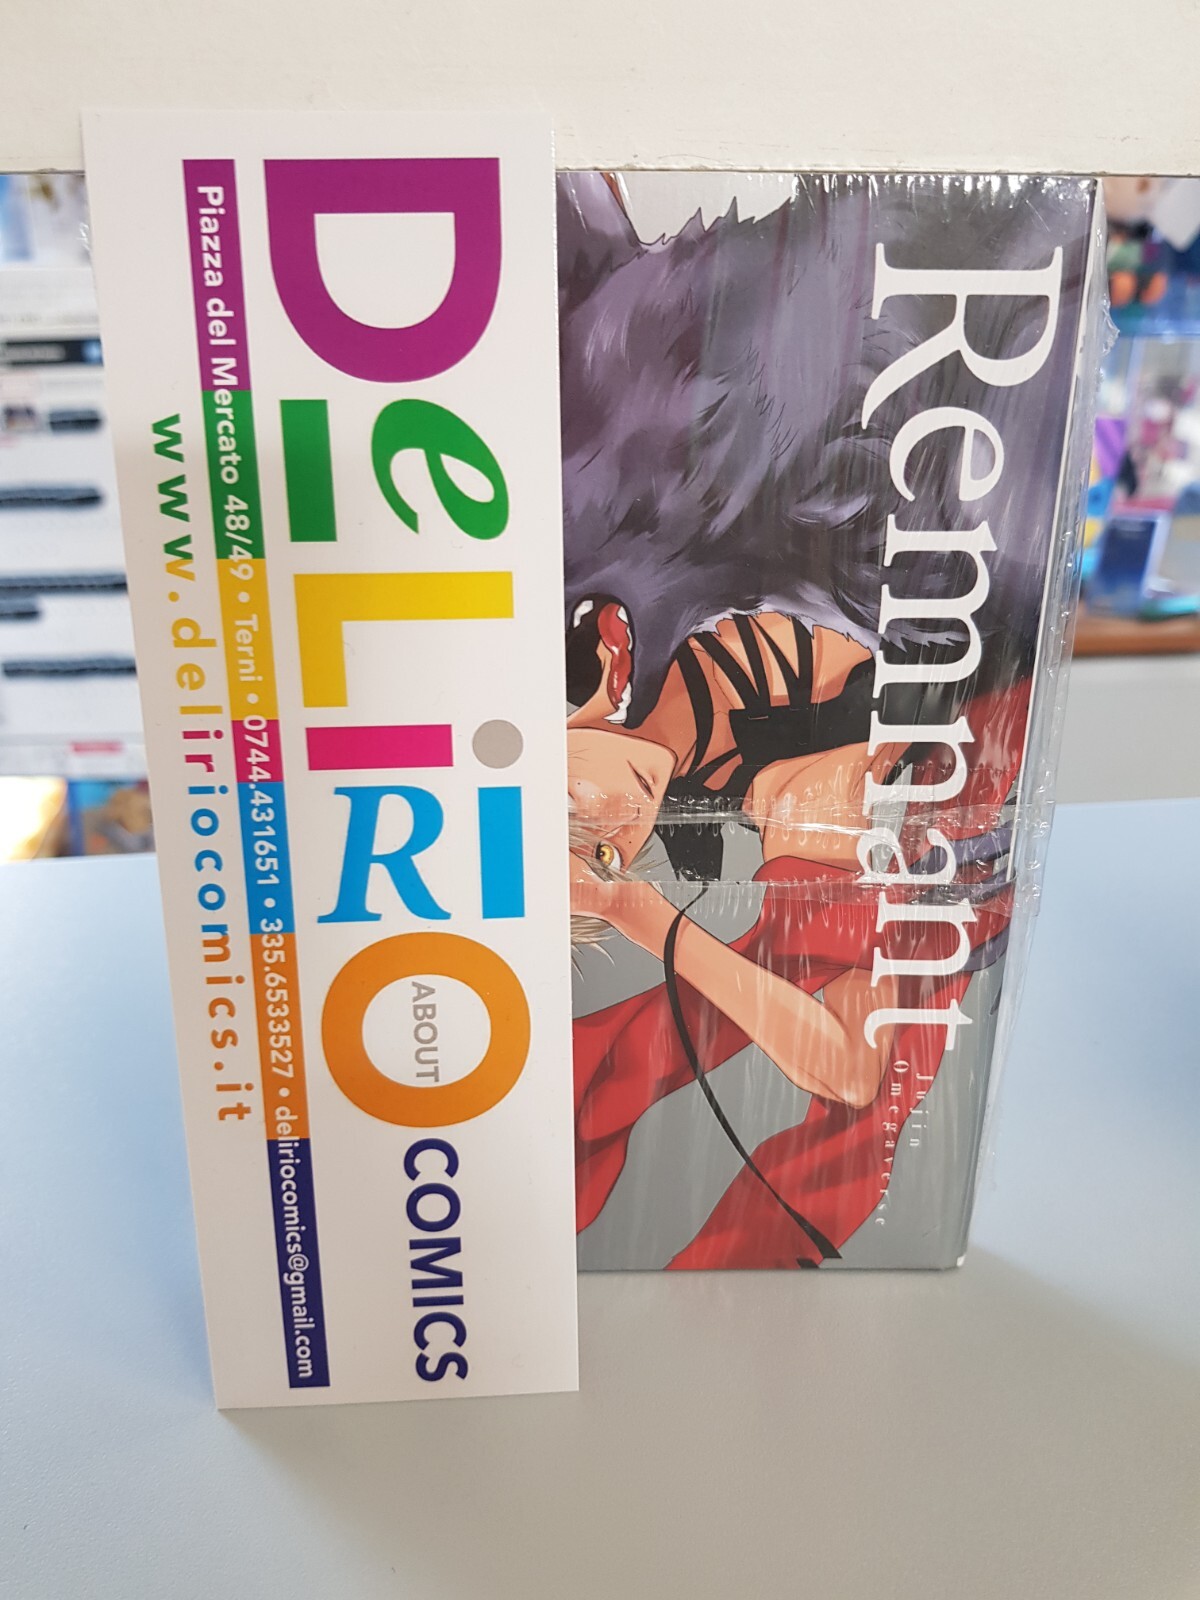 DeLiRiO
ABOUT
COMICS
Piazza del Mercato 48/49 • Terni • 0744.431651 • 335.6533527 • deliriocomics@gmail.com
www.deliriocomics.it
Remnant
Jujin
Omegaverse